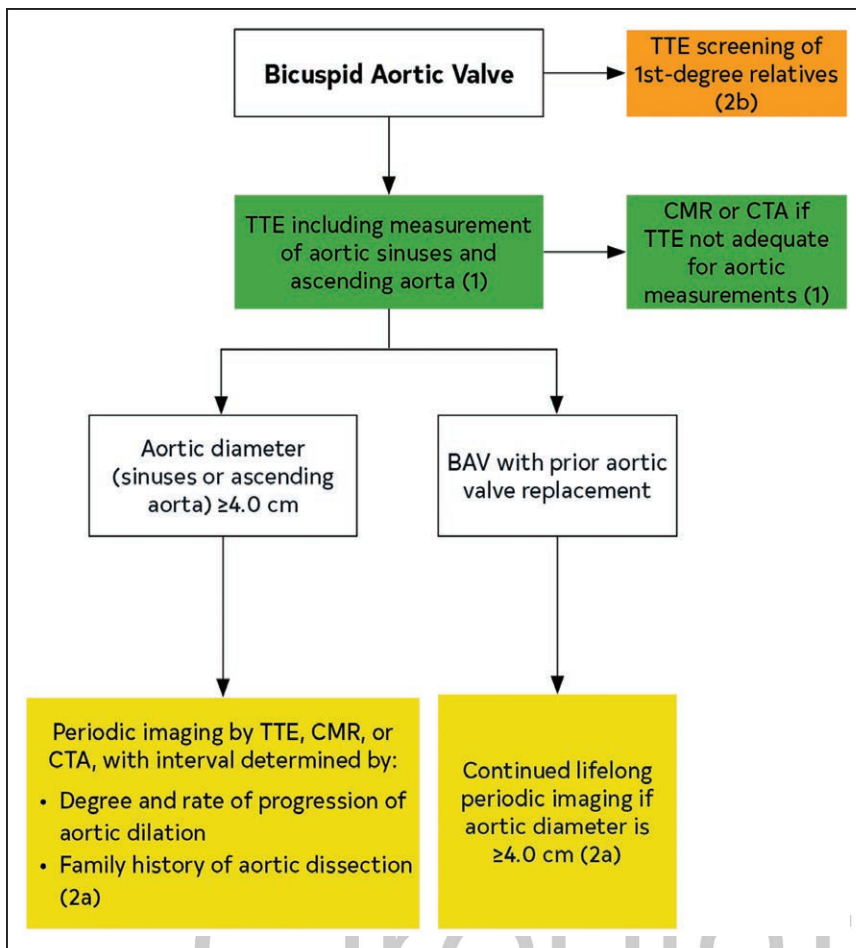 Bicuspid Aortic Valve
TTE screening of
1st-degree relatives
(2b)
TTE including measurement
of aortic sinuses and
ascending aorta (1)
CMR or CTA if
TTE not adequate
for aortic
measurements (1)
Aortic diameter
(sinuses or ascending
aorta) ≥4.0 cm
BAV with prior aortic
valve replacement
Periodic imaging by TTE, CMR, or
CTA, with interval determined by:
• Degree and rate of progression of
aortic dilation
• Family history of aortic dissection
(2a)
Continued lifelong
periodic imaging if
aortic diameter is
≥4.0 cm (2a)